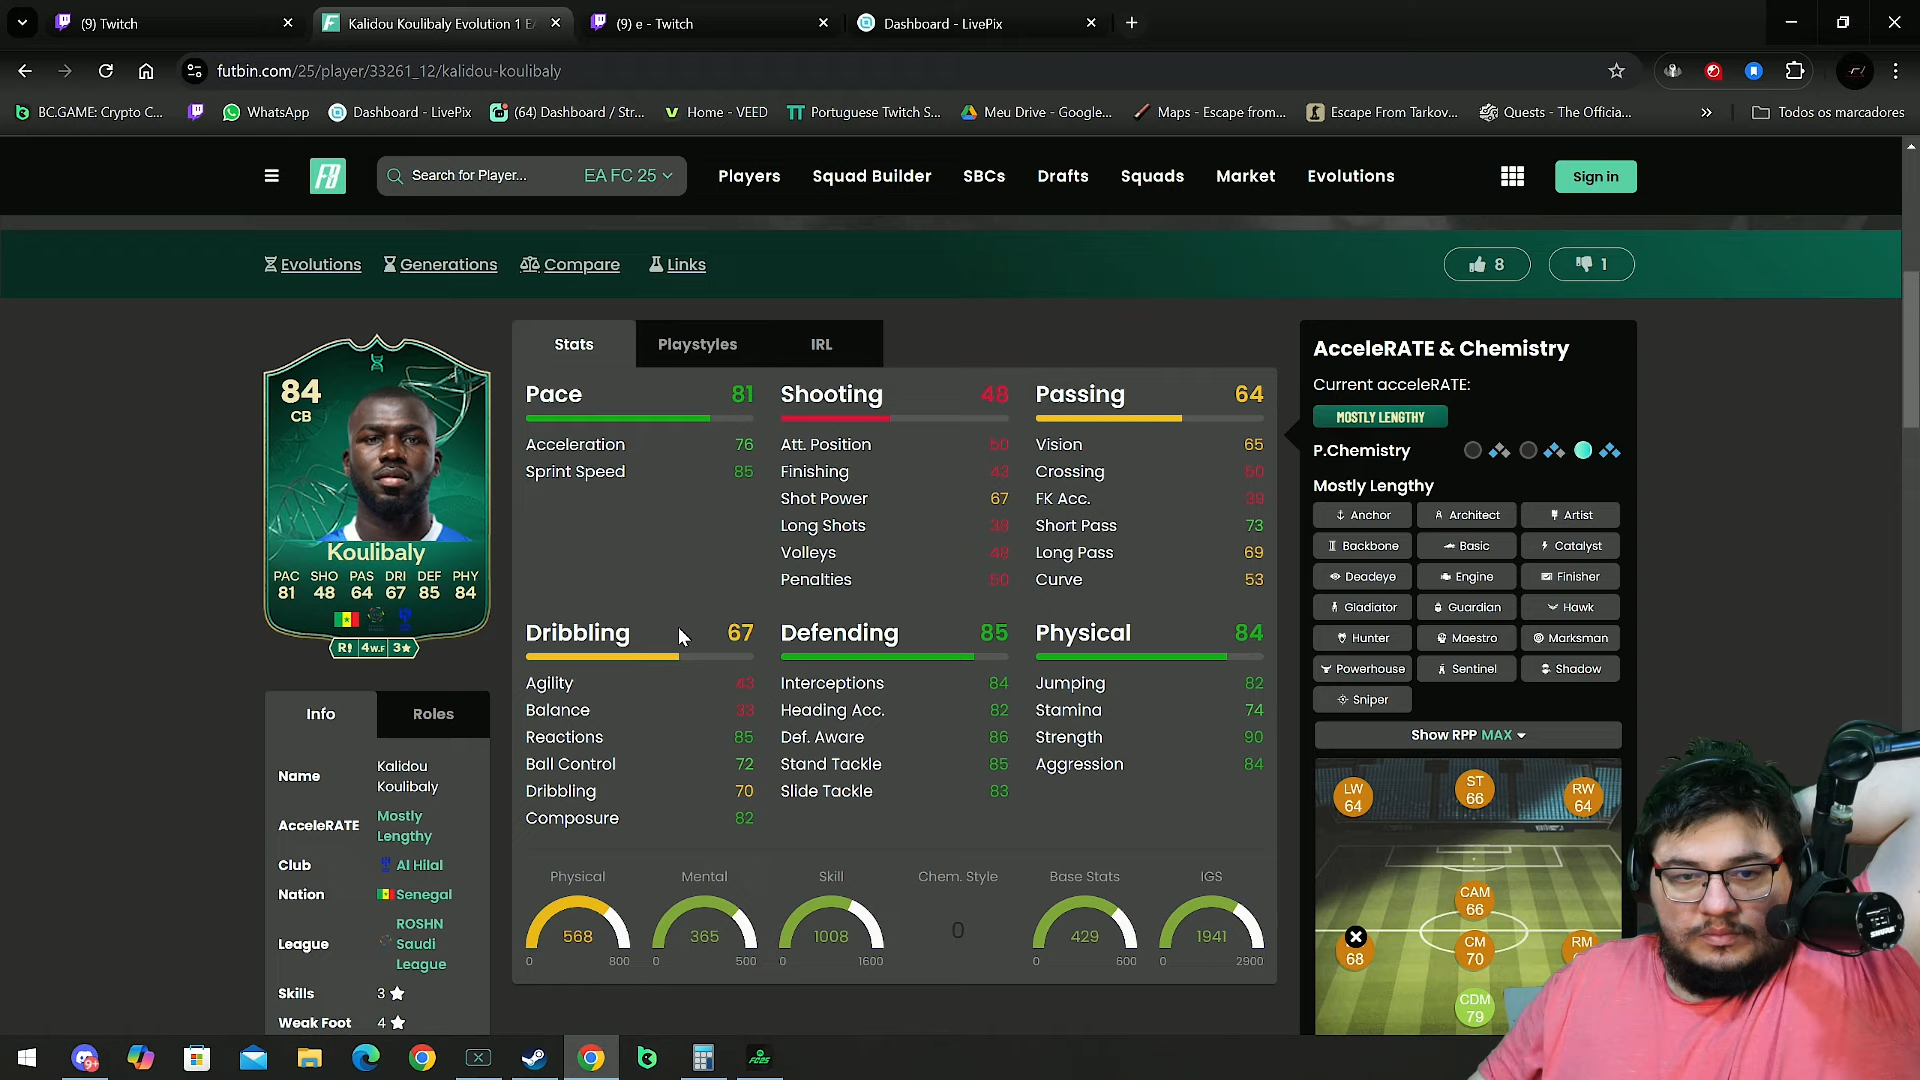 (9) Twitch
Kalidou Koulibaly Evolution 1 EA
(9) e - Twitch
Dashboard - LivePix
futbin.com/25/player/33261_12/kalidou-koulibaly
BC.GAME: Crypto C...
WhatsApp
Dashboard - LivePix
(64) Dashboard / Str...
Home - VEED
Portuguese Twitch S...
Meu Drive - Google...
Maps - Escape from...
Escape From Tarkov...
Quests - The Officia...
Todos os marcadores
Search for Player...
EA FC 25
Players
Squad Builder
SBCs
Drafts
Squads
Market
Evolutions
Sign in
Evolutions
Generations
Compare
Links
8
1
84
CB
Koulibaly
PAC SHO PAS DRI DEF PHY
81 48 64 67 85 84
R 4W.F 3★
Stats
Playstyles
IRL
Pace 81
Acceleration 76
Sprint Speed 85
Shooting 48
Att. Position 50
Finishing 43
Shot Power 67
Long Shots 38
Volleys 48
Penalties 50
Passing 64
Vision 65
Crossing 50
FK Acc. 39
Short Pass 73
Long Pass 69
Curve 53
Dribbling 67
Agility 43
Balance 33
Reactions 85
Ball Control 72
Dribbling 70
Composure 82
Defending 85
Interceptions 84
Heading Acc. 82
Def. Aware 86
Stand Tackle 85
Slide Tackle 83
Physical 84
Jumping 82
Stamina 74
Strength 90
Aggression 84
Physical
568
0 800
Mental
365
0 500
Skill
1008
0 1600
Chem. Style
0
Base Stats
429
0 600
IGS
1941
0 2900
Info
Roles
Name
Kalidou
Koulibaly
AcceleRATE
Mostly
Lengthy
Club
Al Hilal
Nation
Senegal
League
ROSHN
Saudi
League
Skills
3 ★
Weak Foot
4 ★
AcceleRATE & Chemistry
Current acceleRATE:
MOSTLY LENGTHY
P.Chemistry
Mostly Lengthy
Anchor
Architect
Artist
Backbone
Basic
Catalyst
Deadeye
Engine
Finisher
Gladiator
Guardian
Hawk
Hunter
Maestro
Marksman
Powerhouse
Sentinel
Shadow
Sniper
Show RPP MAX
LW
64
ST
66
RW
64
CAM
66
68
CM
70
RM
CDM
79
9+
FC25
SHURE